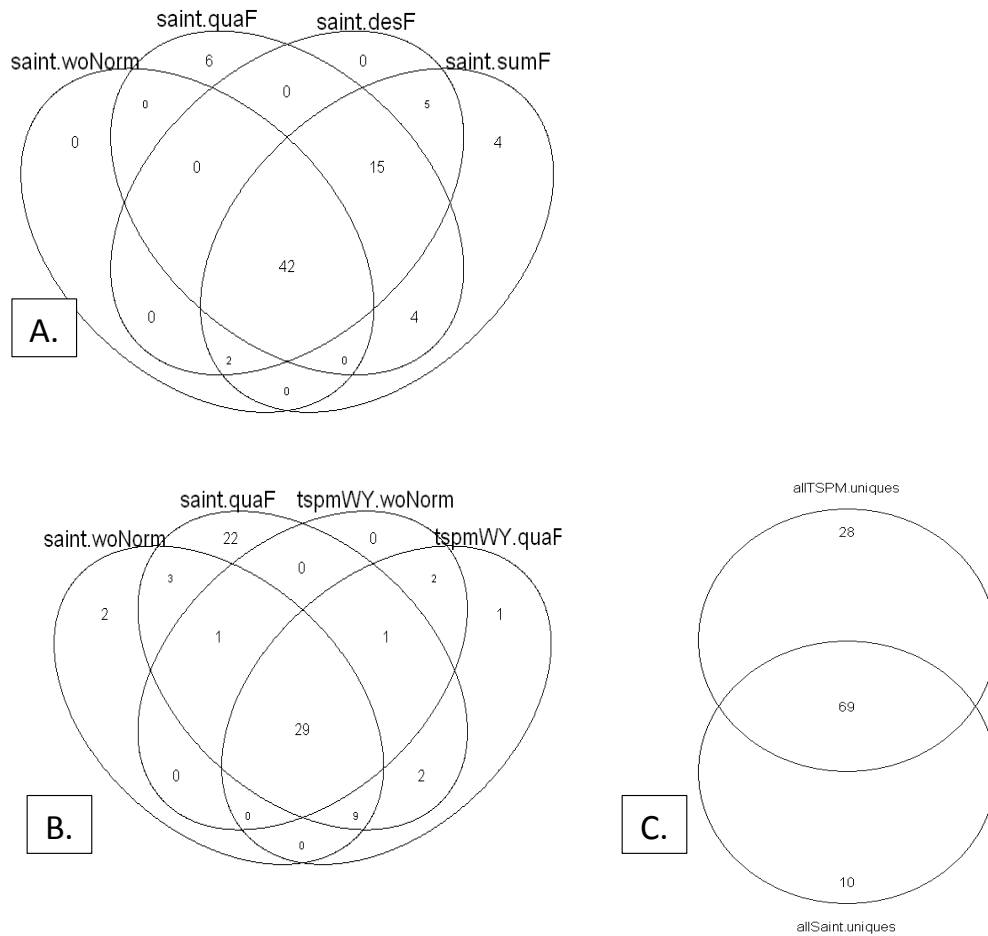 saint.quaF
saint.desF
saint.woNorm
6
0
saint.sumF
0
0
5
0
4
0
15
42
A.
0
4
2
0
0
allTSPM.uniques
saint.quaF
tspmWY.woNorm
saint.woNorm
22
0
tspmWY.quaF
28
3
0
2
2
1
1
1
69
29
0
2
B.
0
9
C.
0
10
allSaint.uniques